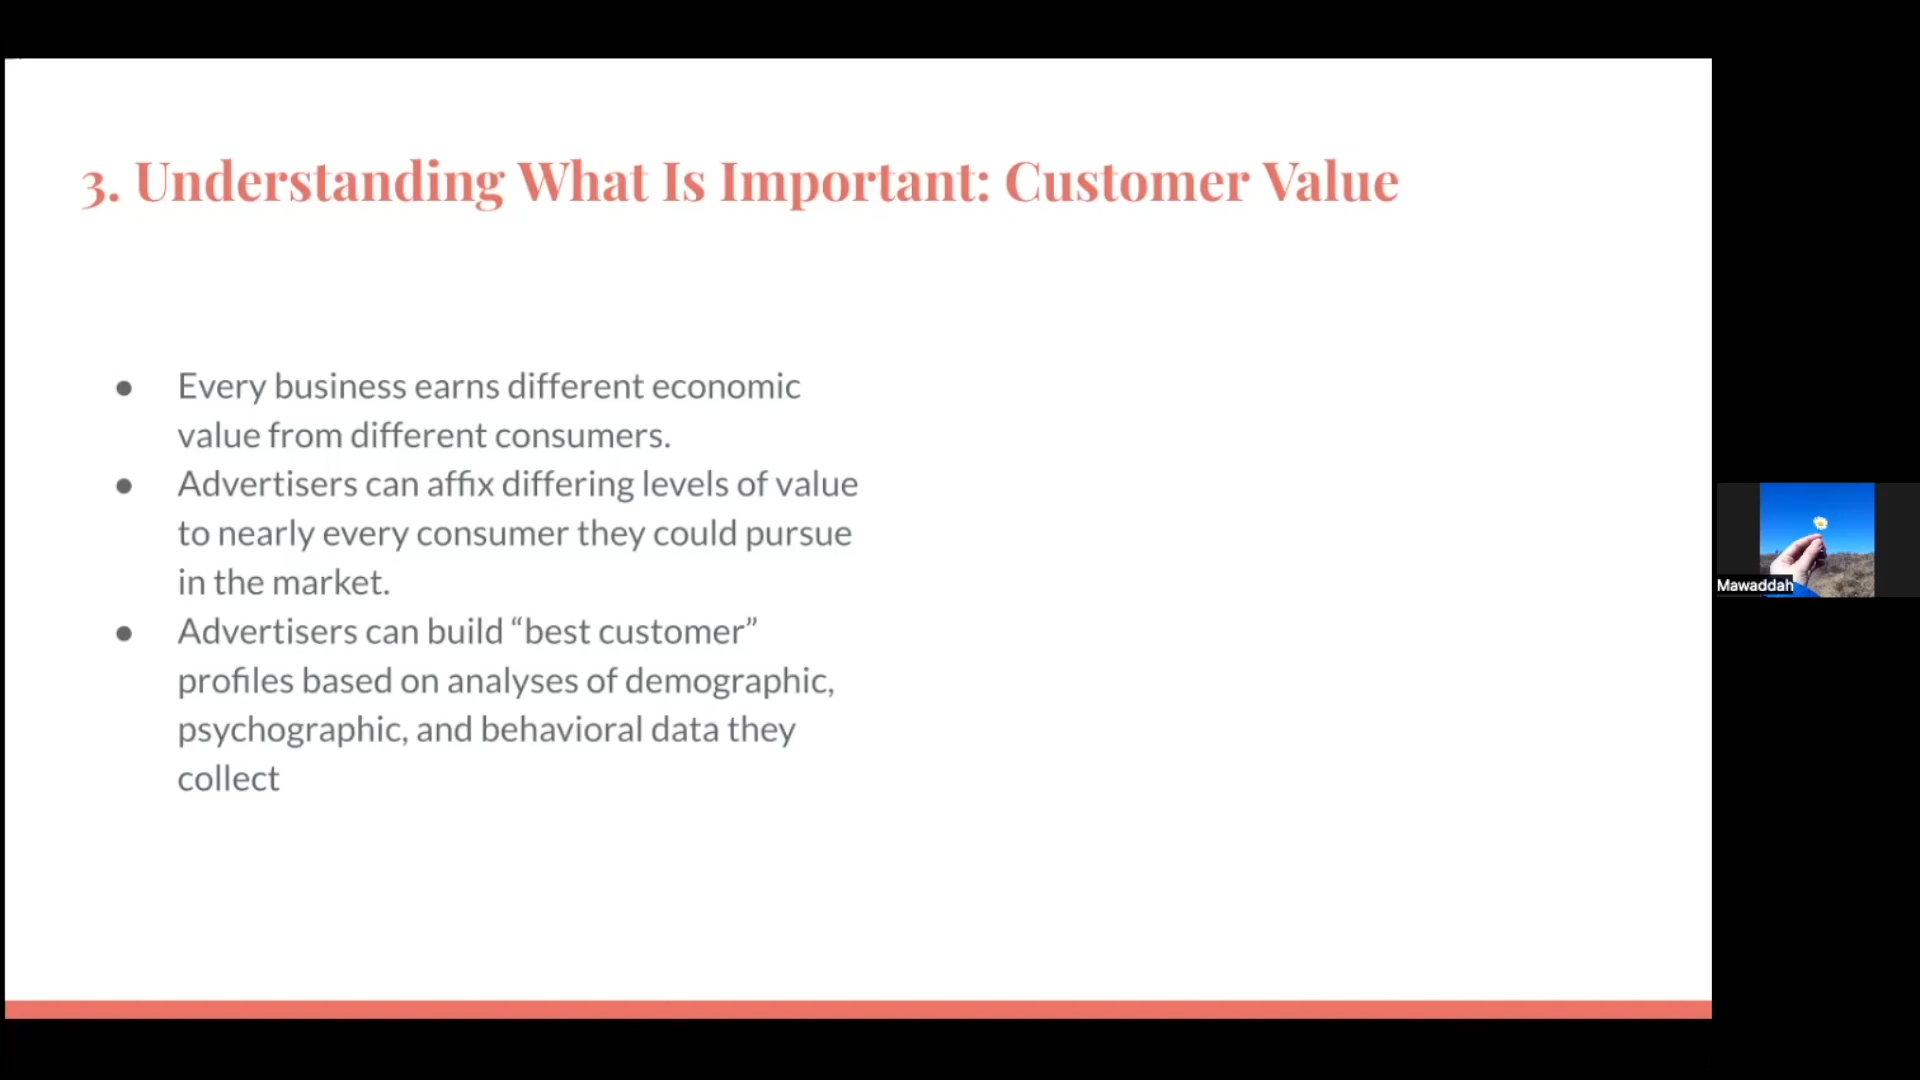 3. Understanding What Is Important: Customer Value
● Every business earns different economic
value from different consumers.
● Advertisers can affix differing levels of value
to nearly every consumer they could pursue
in the market.
● Advertisers can build “best customer”
profiles based on analyses of demographic,
psychographic, and behavioral data they
collect
Mawaddah